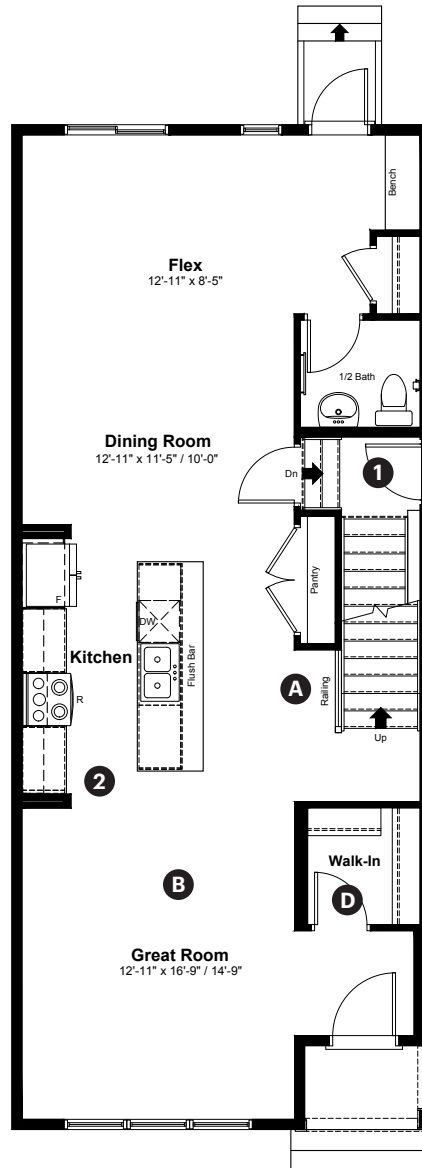 Bench
Flex
12'-11" x 8'-5"
1/2 Bath
Dining Room
12'-11" x 11'-5" / 10'-0"
Dn
1
Pantry
F
DW
Kitchen
Flush Bar
R
A
Railing
Up
2
Walk-In
B
D
Great Room
12'-11" x 16'-9" / 14'-9"